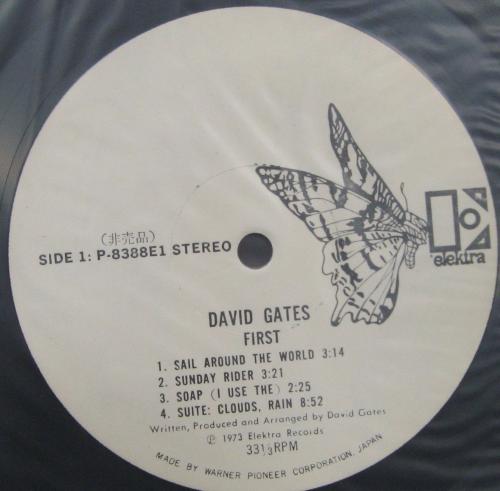 (非売品)
SIDE 1: P-8388E1 STEREO
elektra
DAVID GATES
FIRST
1. SAIL AROUND THE WORLD 3:14
2. SUNDAY RIDER 3:21
3. SOAP (I USE THE) 2:25
4. SUITE: CLOUDS, RAIN 8:52
Written, Produced and Arranged by David Gates
℗ 1973 Elektra Records
33⅓RPM
MADE BY WARNER PIONEER CORPORATION, JAPAN